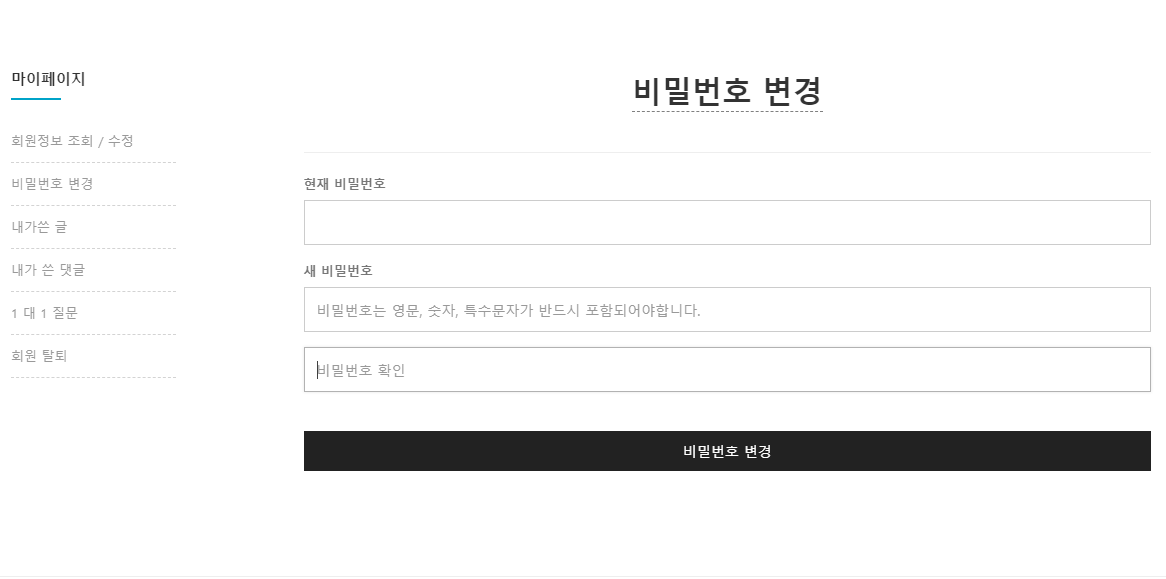 마이페이지
회원정보 조회 / 수정
비밀번호 변경
내가쓴 글
내가 쓴 댓글
1 대 1 질문
회원 탈퇴
비밀번호 변경
현재 비밀번호
새 비밀번호
비밀번호는 영문, 숫자, 특수문자가 반드시 포함되어야합니다.
비밀번호 확인
비밀번호 변경